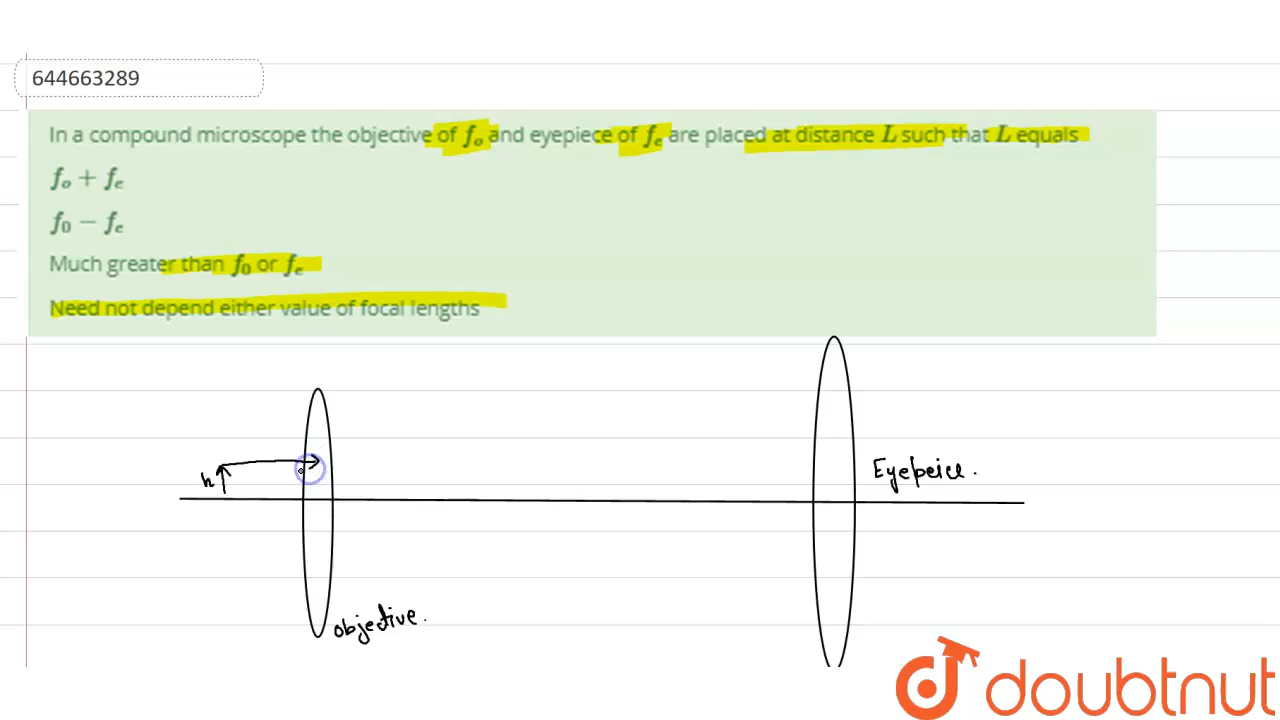 644663289
In a compound microscope the objective of fₒ and eyepiece of fₑ are placed at distance L such that L equals
fₒ + fₑ
f₀ − fₑ
Much greater than f₀ or fₑ
Need not depend either value of focal lengths
h
Eyepeice.
objective.
doubtnut